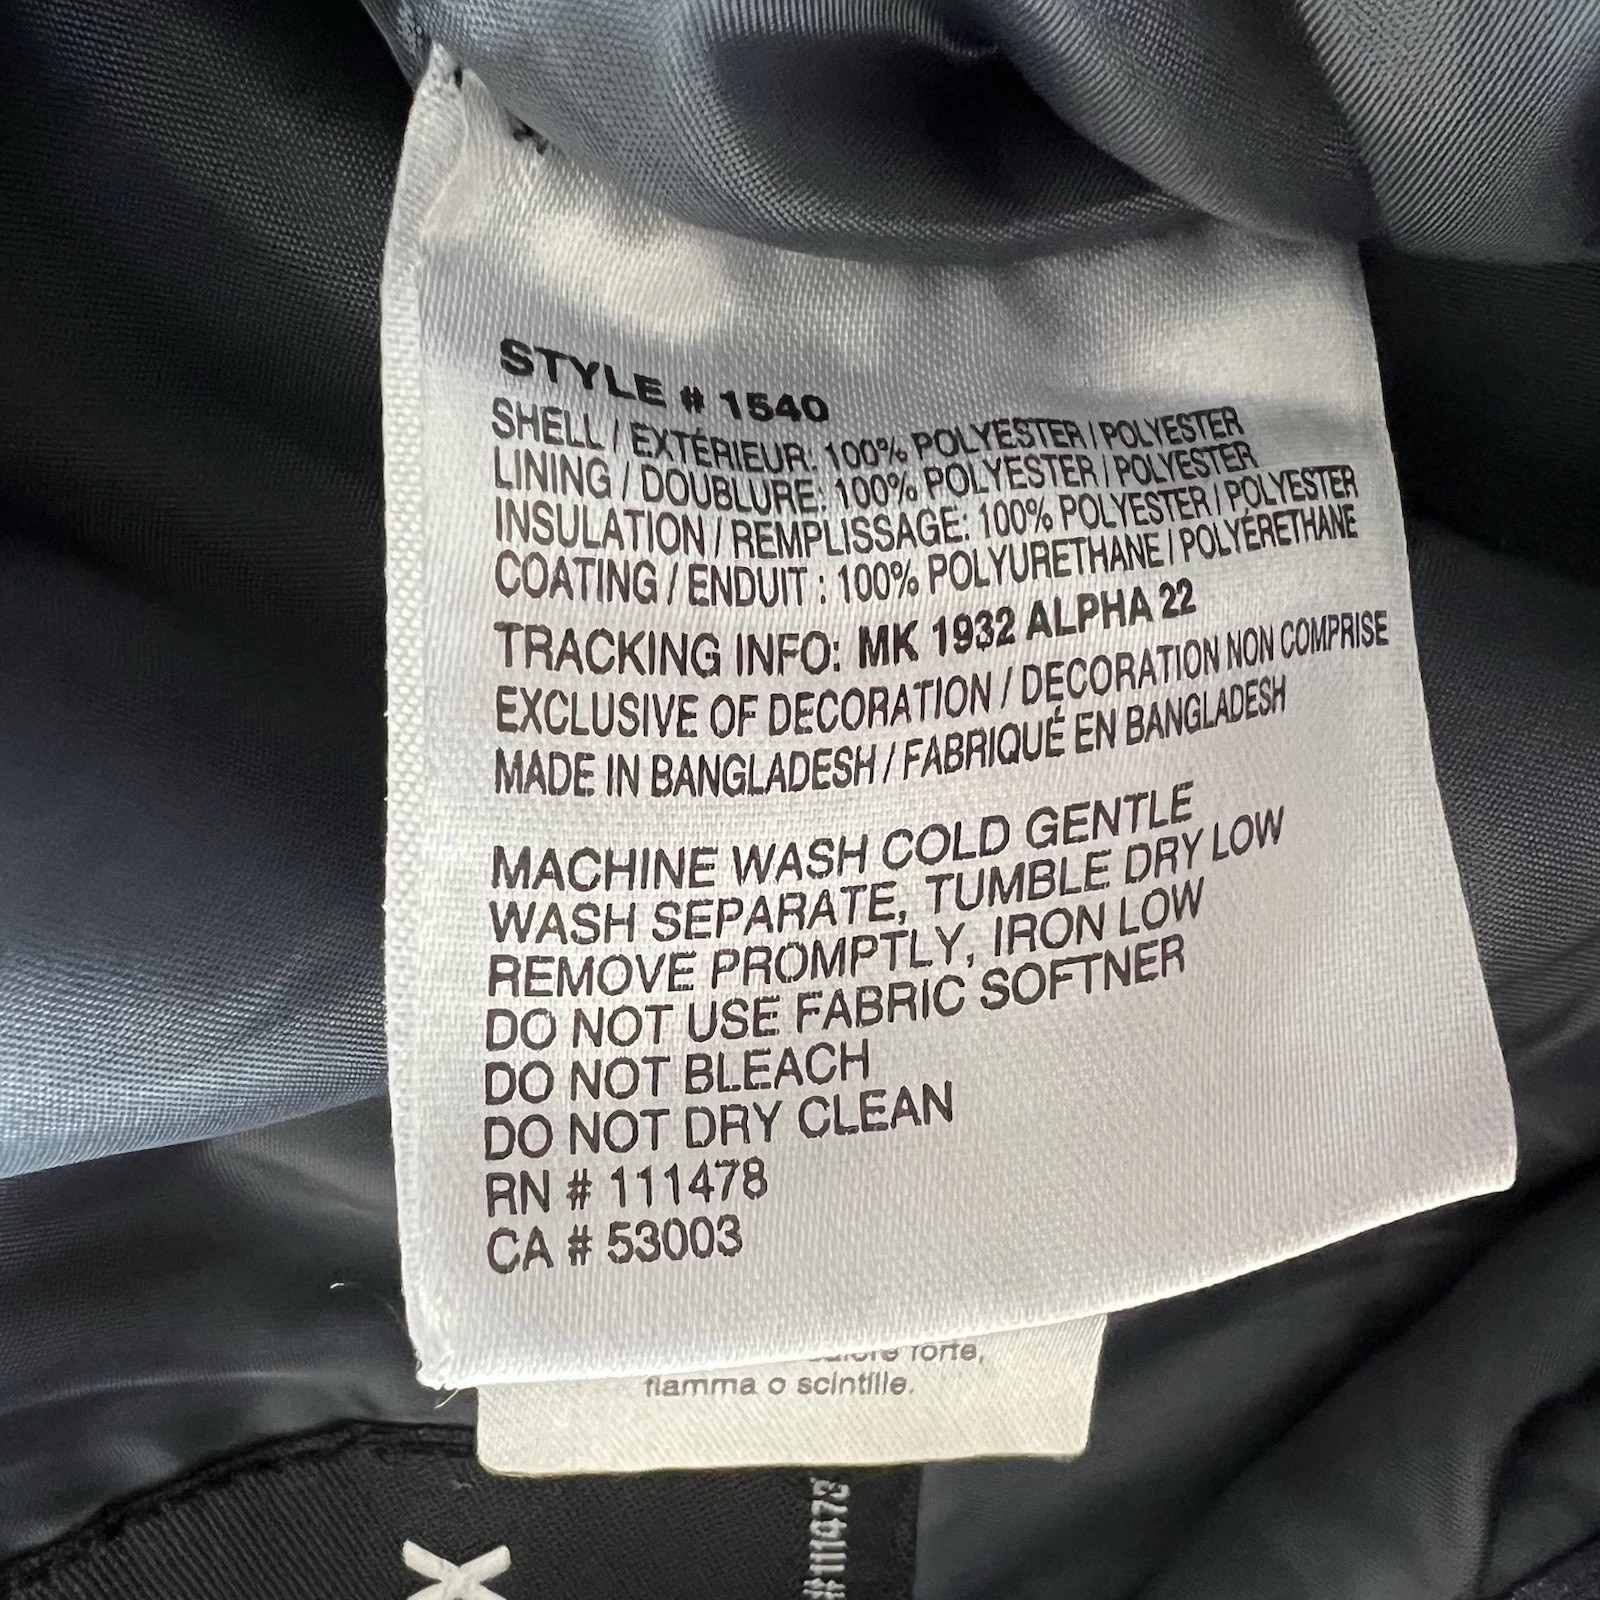 STYLE # 1540
SHELL / EXTÉRIEUR: 100% POLYESTER / POLYESTER
LINING / DOUBLURE: 100% POLYESTER / POLYESTER
INSULATION / REMPLISSAGE: 100% POLYESTER / POLYESTER
COATING / ENDUIT : 100% POLYURETHANE / POLYÉRETHANE
TRACKING INFO: MK 1932 ALPHA 22
EXCLUSIVE OF DECORATION / DECORATION NON COMPRISE
MADE IN BANGLADESH / FABRIQUÉ EN BANGLADESH
MACHINE WASH COLD GENTLE
WASH SEPARATE, TUMBLE DRY LOW
REMOVE PROMPTLY, IRON LOW
DO NOT USE FABRIC SOFTNER
DO NOT BLEACH
DO NOT DRY CLEAN
RN # 111478
CA # 53003
forte,
fiamma o scintille.
#111478
X